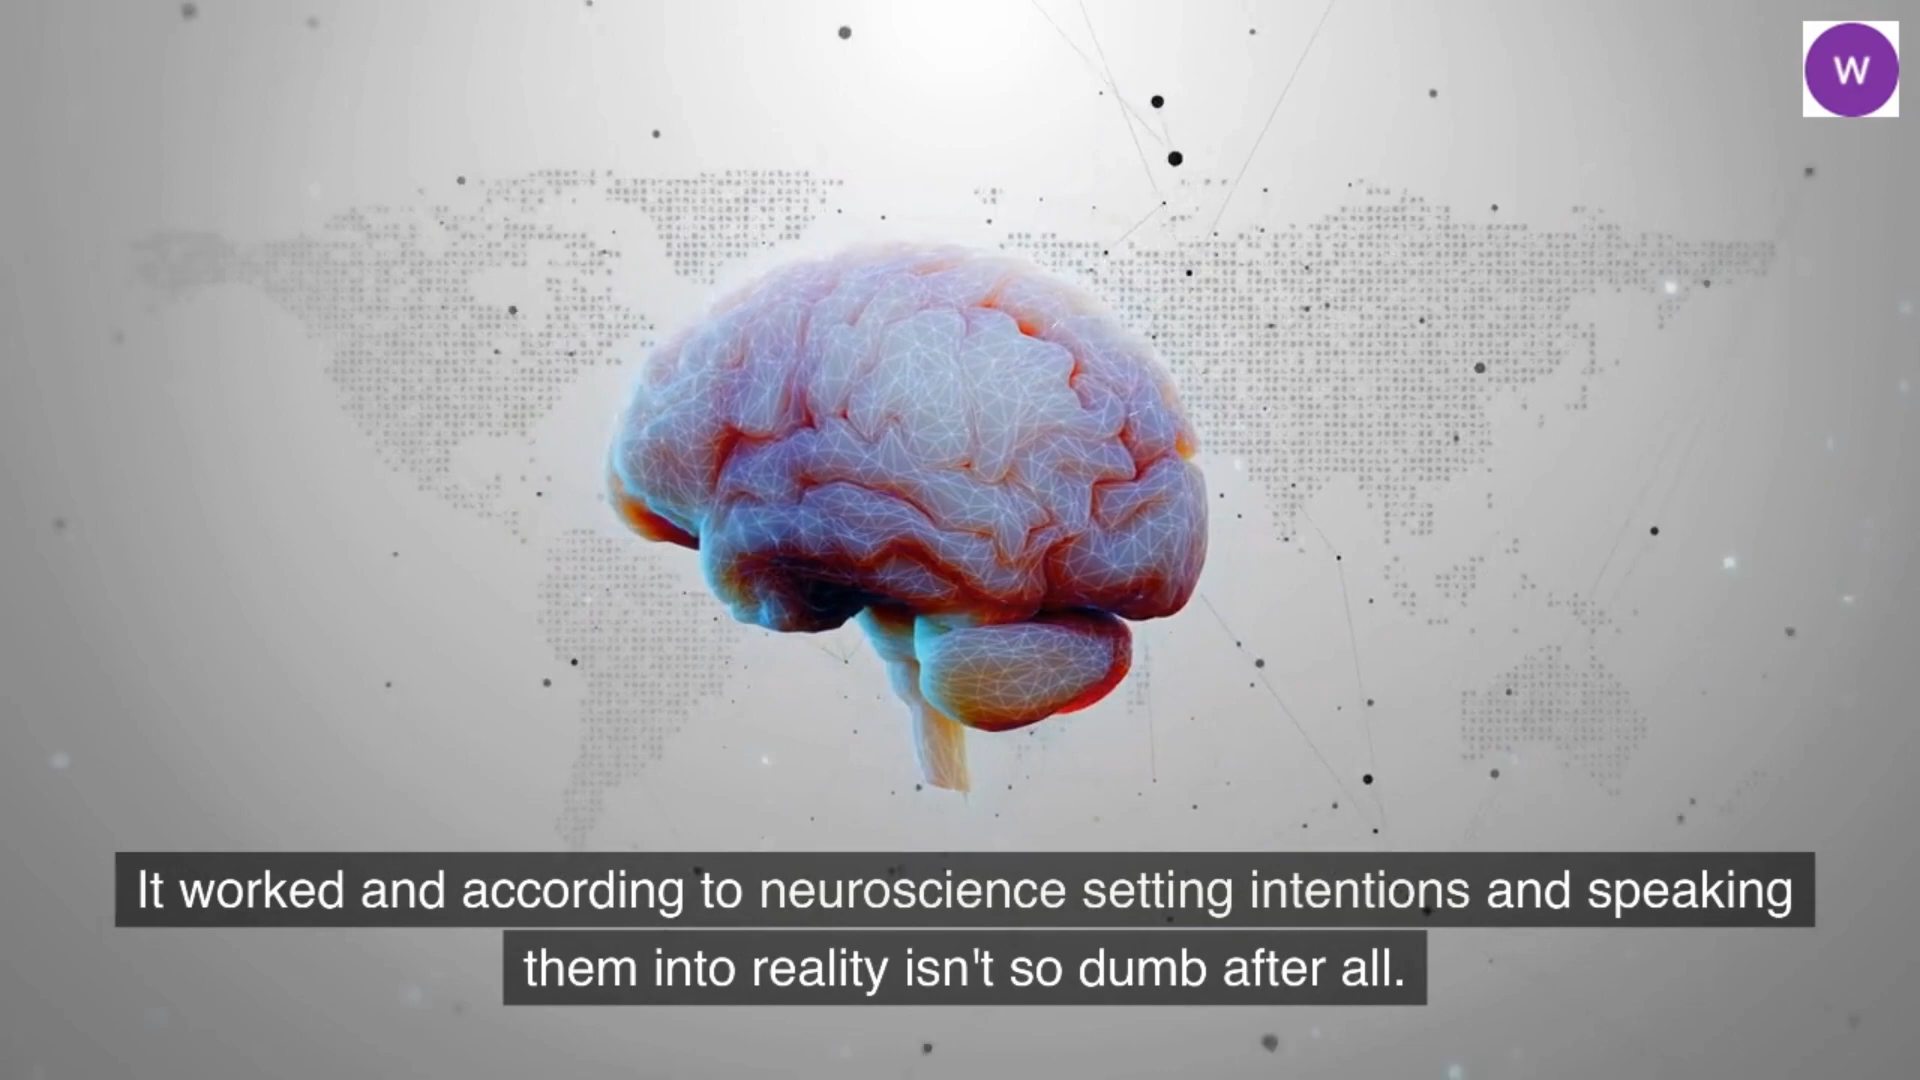 W
It worked and according to neuroscience setting intentions and speaking
them into reality isn't so dumb after all.